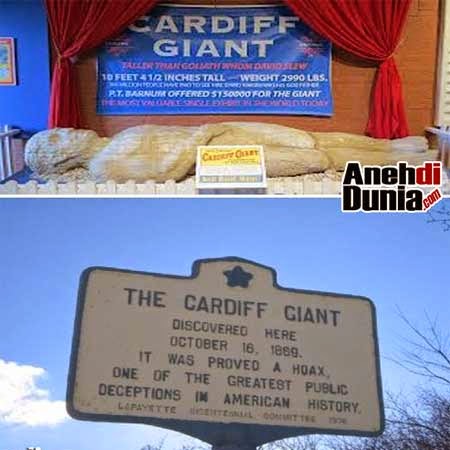 CARDIFF
GIANT
TALLER THAN GOLIATH WHOM DAVID SLEW
10 FEET 4 1/2 INCHES TALL — WEIGHT 2990 LBS.
P.T. BARNUM OFFERED $150000 FOR THE GIANT
THE MOST VALUABLE SINGLE EXHIBIT IN THE WORLD TODAY
CARDIFF GIANT
Anehdi
Dunia.com
THE CARDIFF GIANT
DISCOVERED HERE
OCTOBER 16, 1869.
IT WAS PROVED A HOAX,
ONE OF THE GREATEST PUBLIC
DECEPTIONS IN AMERICAN HISTORY.
LAFAYETTE BICENTENNIAL COMMITTEE 1976